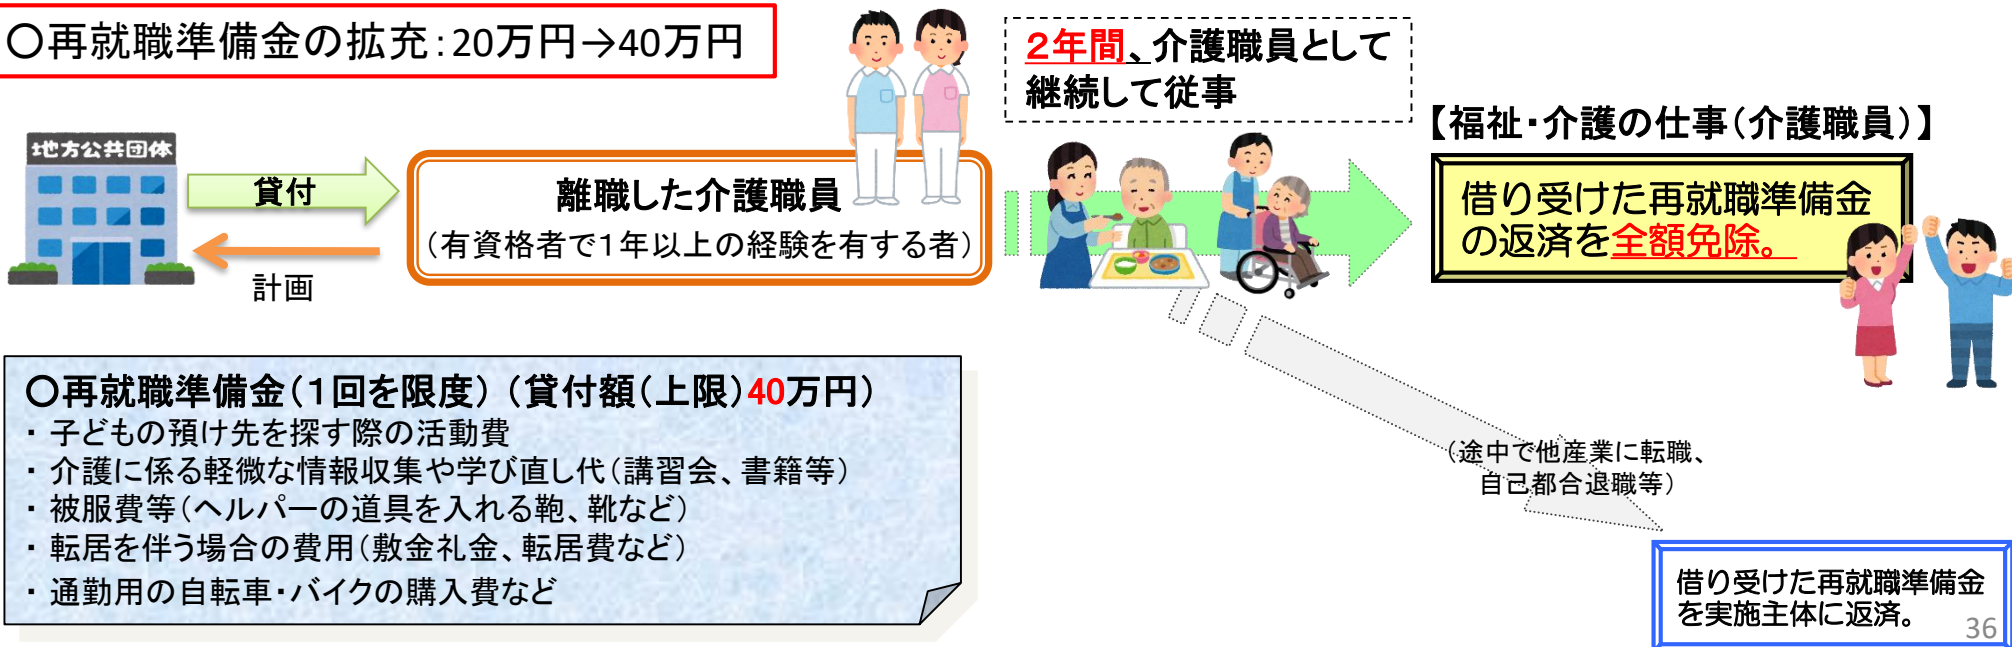 〇再就職準備金の拡充：20万円→40万円
２年間、介護職員として
継続して従事
【福祉・介護の仕事（介護職員）】
地方公共団体
貸付
計画
離職した介護職員
（有資格者で１年以上の経験を有する者）
借り受けた再就職準備金
の返済を全額免除。
〇再就職準備金（１回を限度）（貸付額（上限）40万円）
・ 子どもの預け先を探す際の活動費
・ 介護に係る軽微な情報収集や学び直し代（講習会、書籍等）
・ 被服費等（ヘルパーの道具を入れる鞄、靴など）
・ 転居を伴う場合の費用（敷金礼金、転居費など）
・ 通勤用の自転車・バイクの購入費など
（途中で他産業に転職、
自己都合退職等）
借り受けた再就職準備金
を実施主体に返済。
36